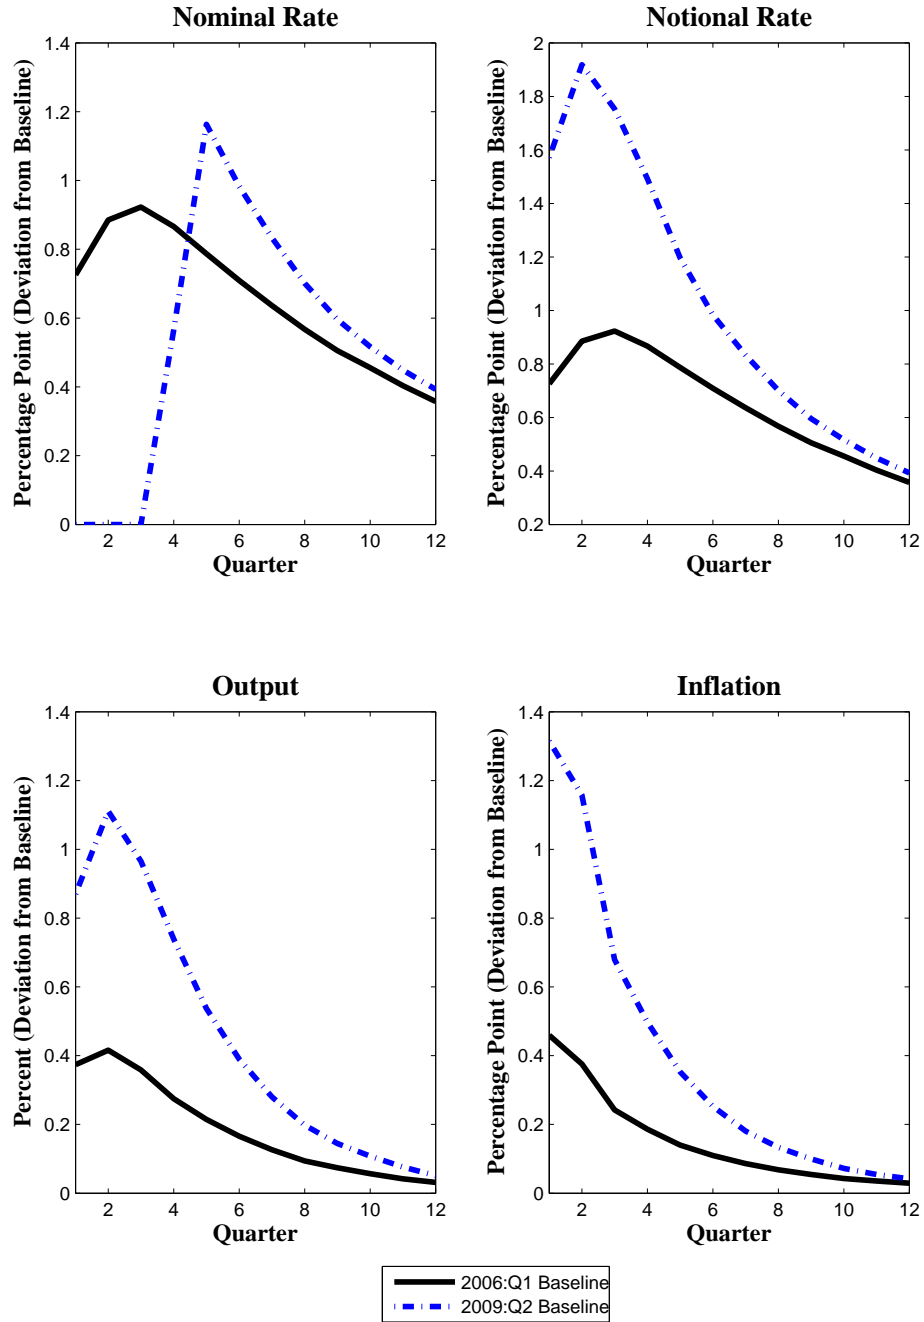 Nominal Rate
Percentage Point (Deviation from Baseline)
1.4
1.2
1
0.8
0.6
0.4
0.2
0
2 4 6 8 10 12
Quarter
Notional Rate
Percentage Point (Deviation from Baseline)
2
1.8
1.6
1.4
1.2
1
0.8
0.6
0.4
0.2
2 4 6 8 10 12
Quarter
Output
Percent (Deviation from Baseline)
1.4
1.2
1
0.8
0.6
0.4
0.2
0
2 4 6 8 10 12
Quarter
Inflation
Percentage Point (Deviation from Baseline)
1.4
1.2
1
0.8
0.6
0.4
0.2
0
2 4 6 8 10 12
Quarter
2006:Q1 Baseline
2009:Q2 Baseline